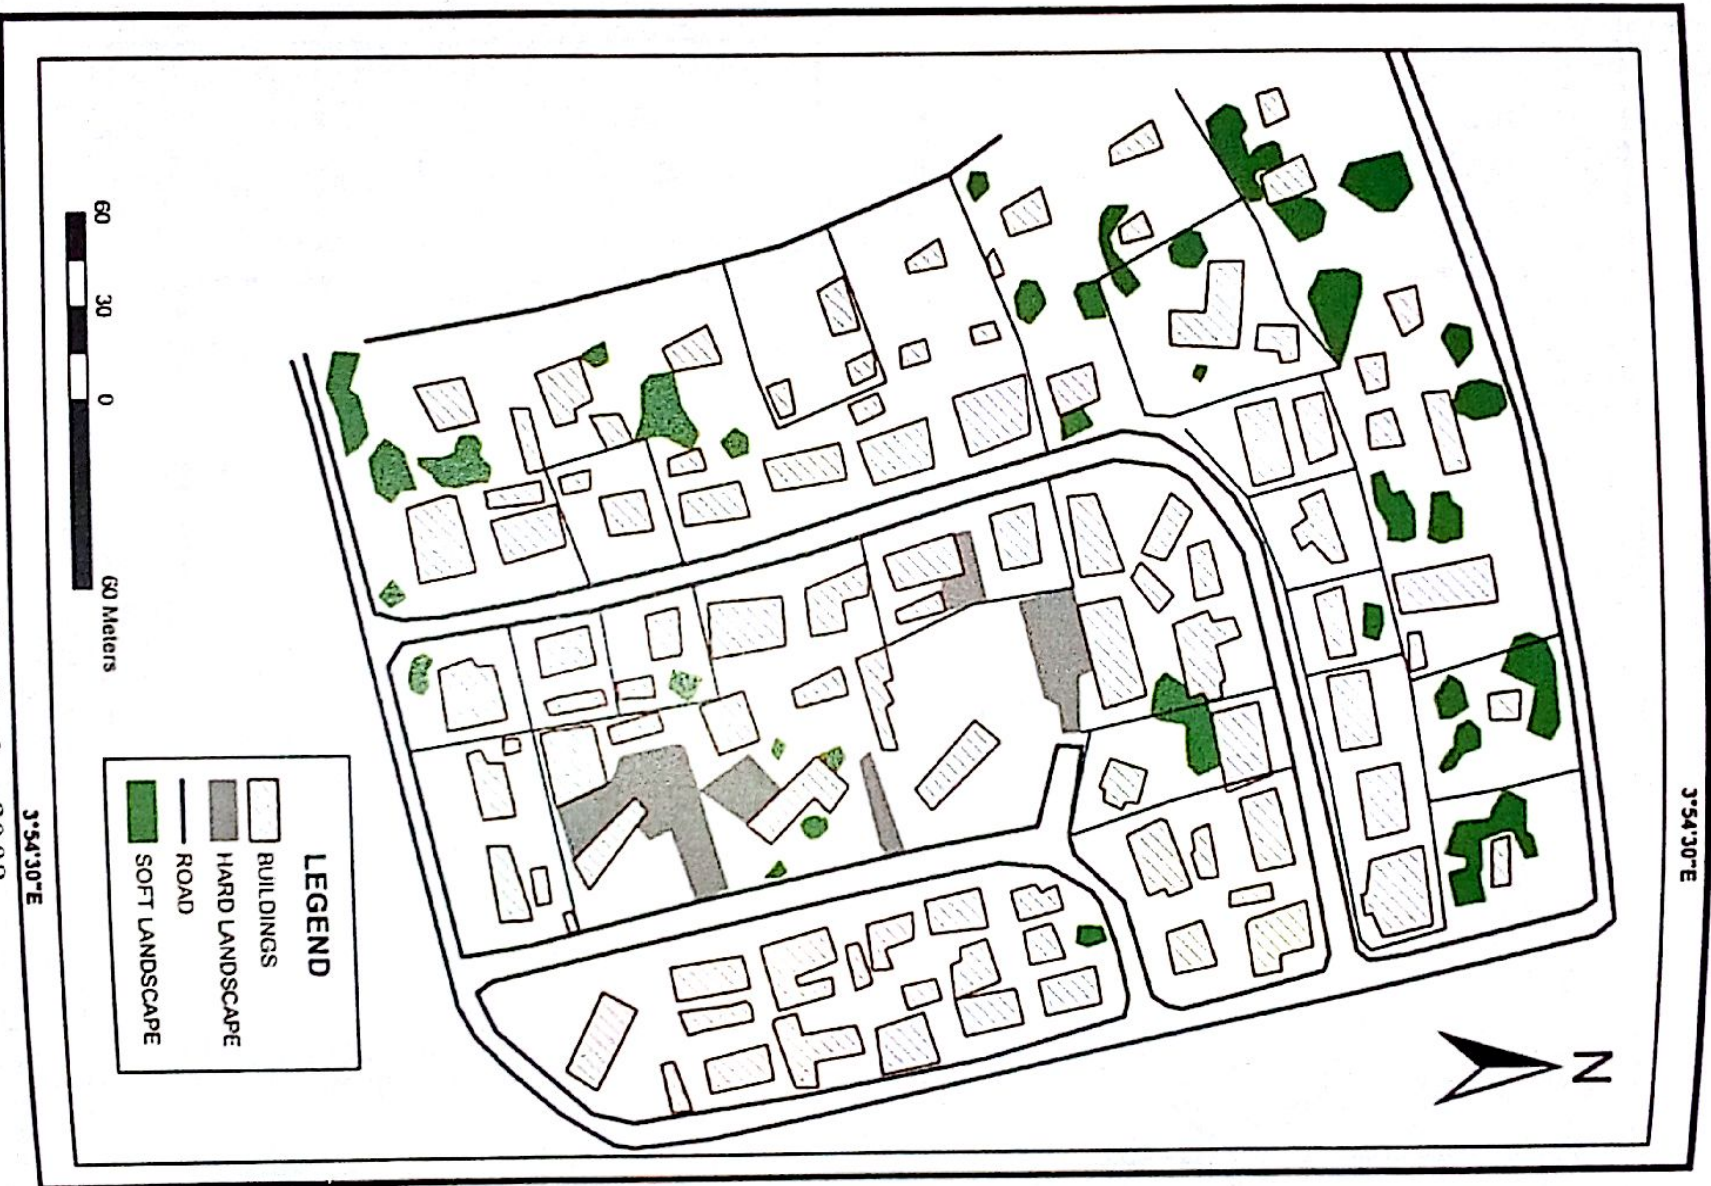 3°54'30"E
N
LEGEND
BUILDINGS
HARD LANDSCAPE
ROAD
SOFT LANDSCAPE
60 30 0 60 Meters
3°54'30"E